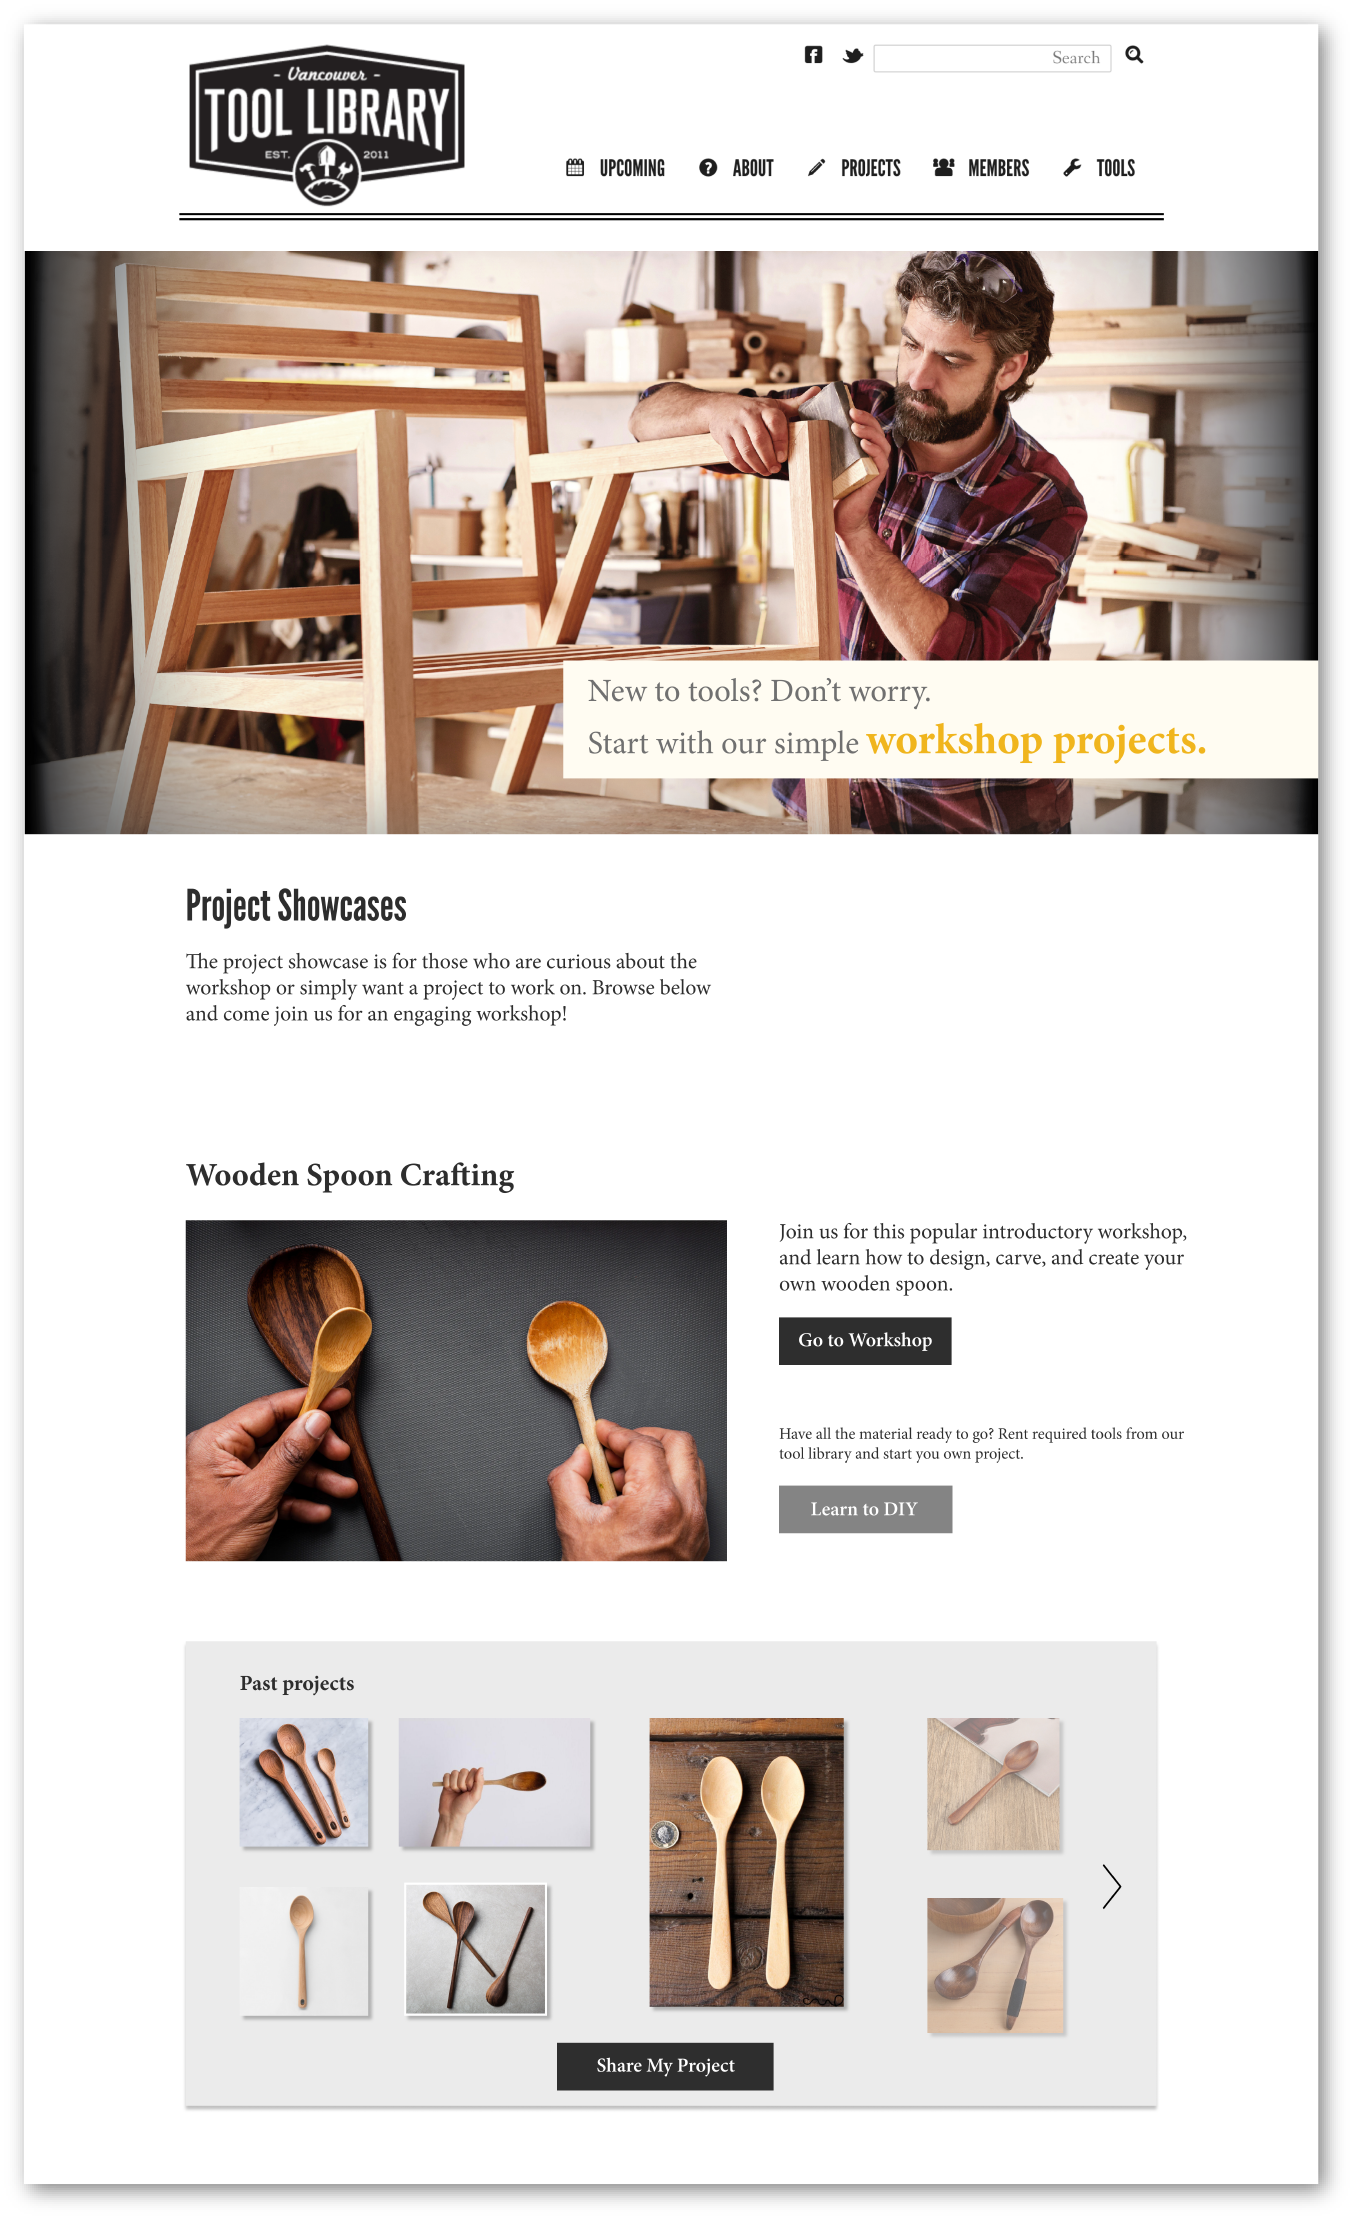 - Vancouver -
TOOL LIBRARY
EST. 2011
Search
UPCOMING ABOUT PROJECTS MEMBERS TOOLS
New to tools? Don't worry.
Start with our simple workshop projects.
Project Showcases
The project showcase is for those who are curious about the
workshop or simply want a project to work on. Browse below
and come join us for an engaging workshop!
Wooden Spoon Crafting
Join us for this popular introductory workshop,
and learn how to design, carve, and create your
own wooden spoon.
Go to Workshop
Have all the material ready to go? Rent required tools from our
tool library and start you own project.
Learn to DIY
Past projects
Share My Project